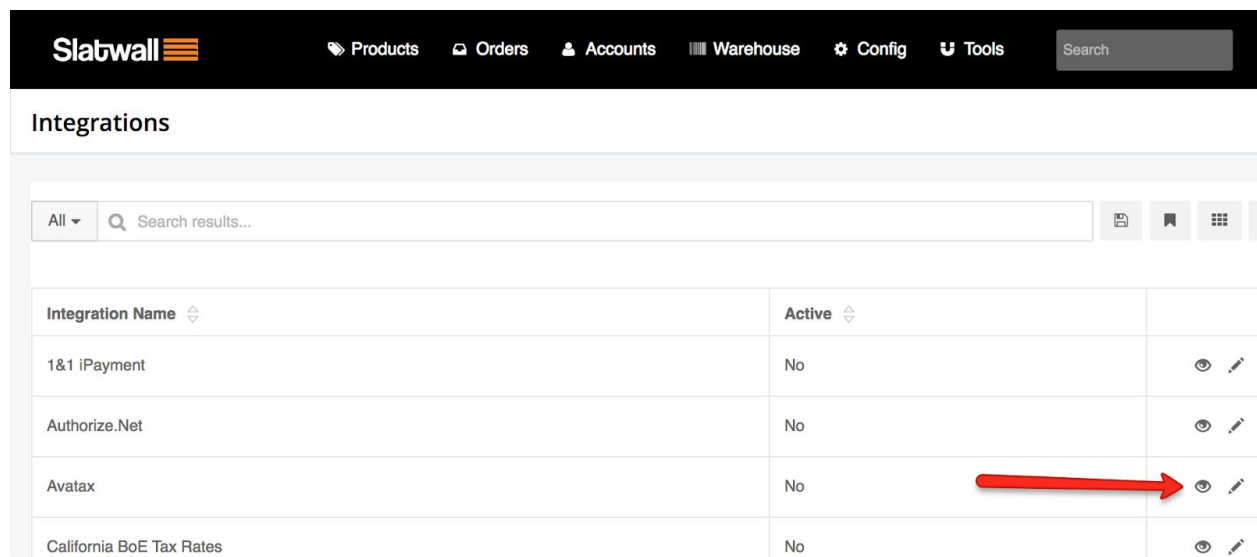 Slatwall Products Orders Accounts Warehouse Config Tools Search
Integrations
All Search results...
Integration Name Active
1&1 iPayment No
Authorize.Net No
Avatax No
California BoE Tax Rates No